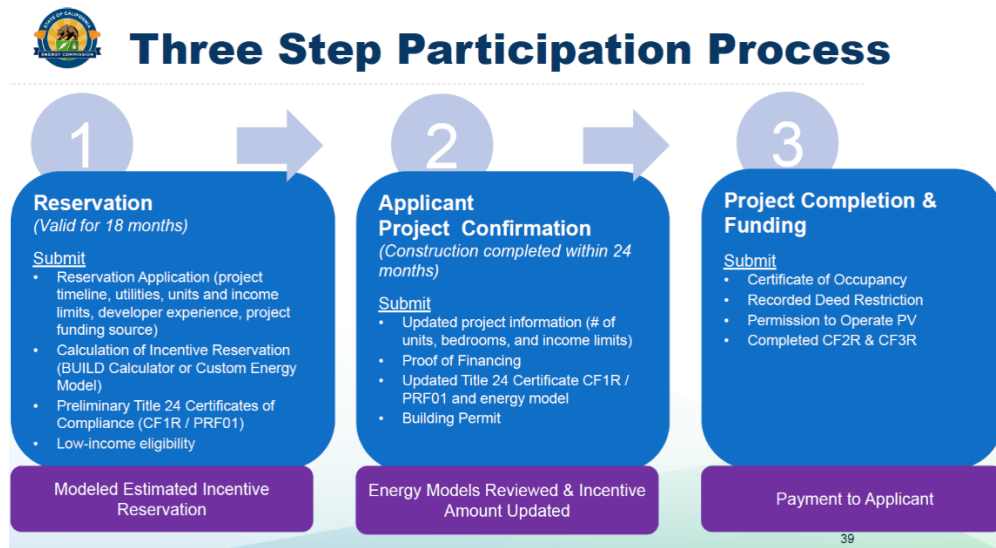 STATE OF CALIFORNIA
ENERGY COMMISSION
Three Step Participation Process
1
Reservation
(Valid for 18 months)
Submit
• Reservation Application (project
timeline, utilities, units and income
limits, developer experience, project
funding source)
• Calculation of Incentive Reservation
(BUILD Calculator or Custom Energy
Model)
• Preliminary Title 24 Certificates of
Compliance (CF1R / PRF01)
• Low-income eligibility
Modeled Estimated Incentive
Reservation
2
Applicant
Project Confirmation
(Construction completed within 24
months)
Submit
• Updated project information (# of
units, bedrooms, and income limits)
• Proof of Financing
• Updated Title 24 Certificate CF1R /
PRF01 and energy model
• Building Permit
Energy Models Reviewed & Incentive
Amount Updated
3
Project Completion &
Funding
Submit
• Certificate of Occupancy
• Recorded Deed Restriction
• Permission to Operate PV
• Completed CF2R & CF3R
Payment to Applicant
39